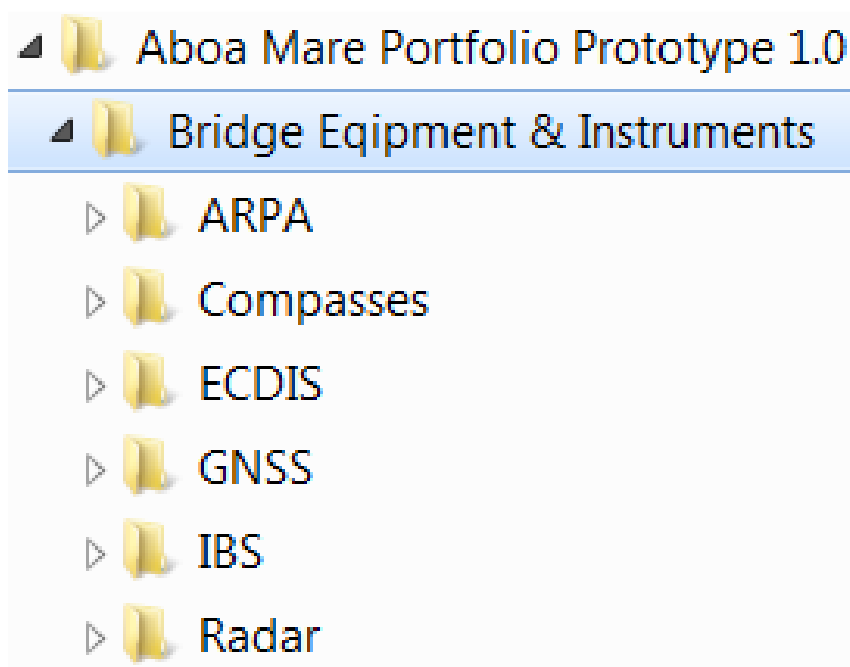 Aboa Mare Portfolio Prototype 1.0
Bridge Eqipment & Instruments
ARPA
Compasses
ECDIS
GNSS
IBS
Radar